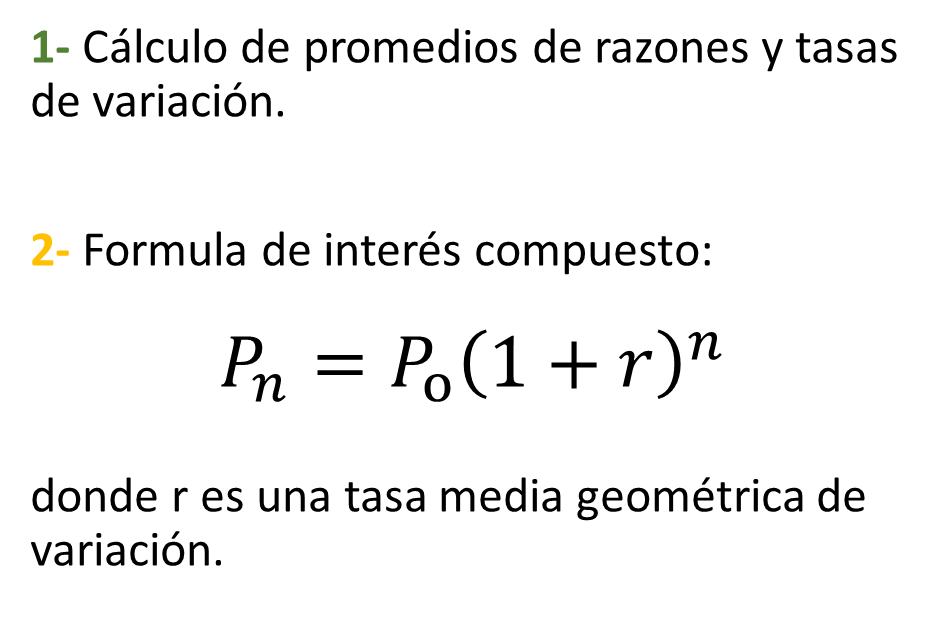 1- Cálculo de promedios de razones y tasas
de variación.
2- Formula de interés compuesto:
Pₙ = Pₒ(1 + r)ⁿ
donde r es una tasa media geométrica de
variación.